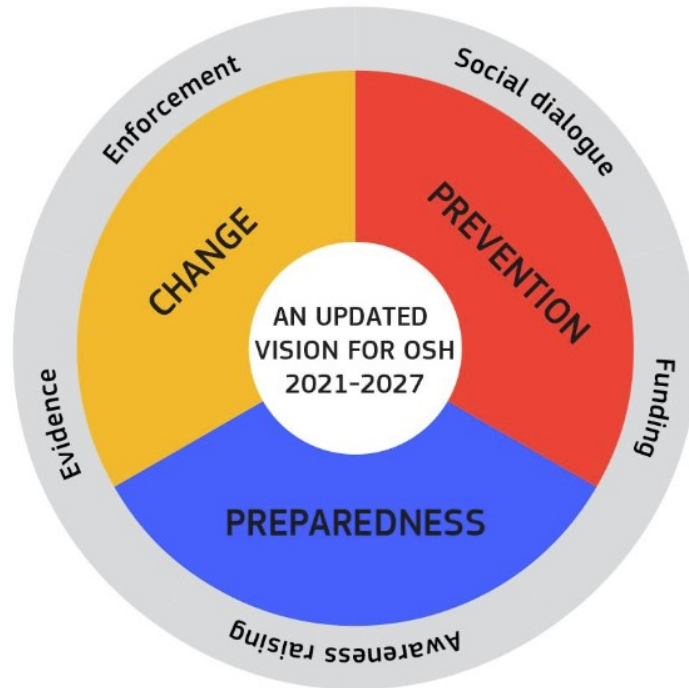 Enforcement
Social dialogue
CHANGE
PREVENTION
AN UPDATED
VISION FOR OSH
2021-2027
Evidence
Funding
PREPAREDNESS
Awareness raising